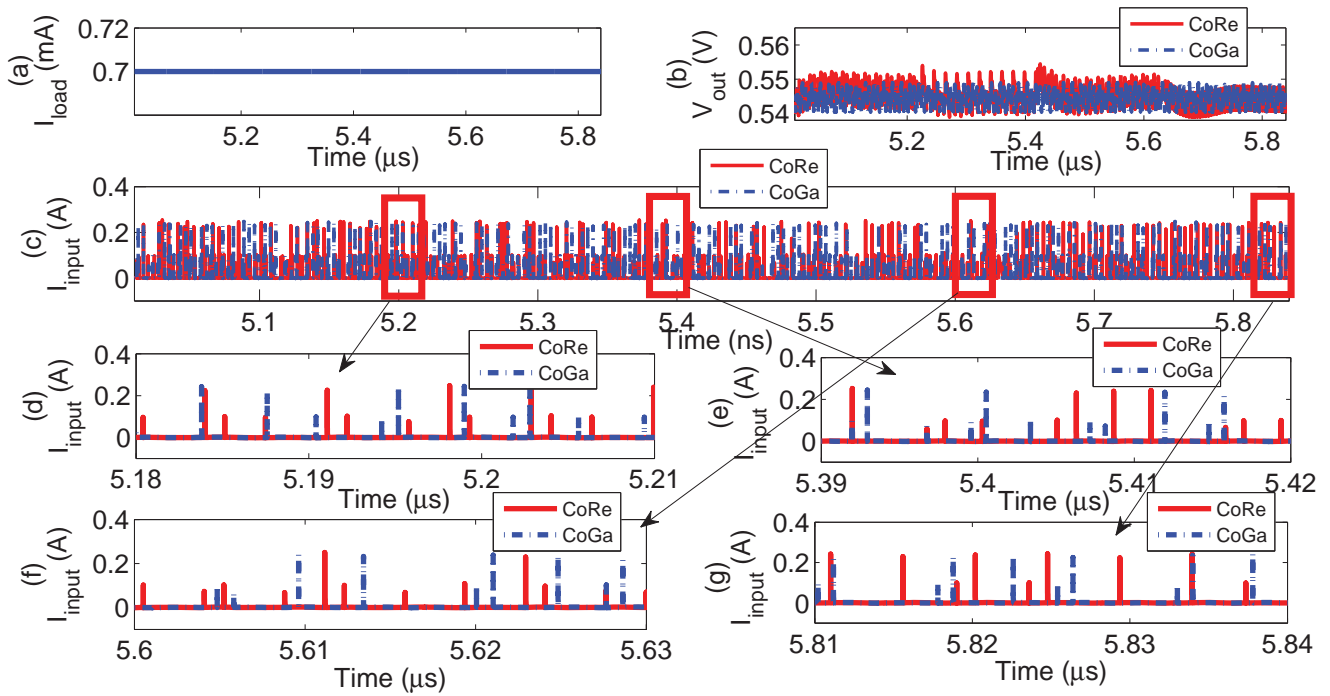 (a)
I_load (mA)
0.72
0.7
5.2 5.4 5.6 5.8
Time (μs)
(b)
V_out (V)
0.56
0.55
0.54
CoRe
CoGa
5.2 5.4 5.6 5.8
Time (μs)
(c)
I_input (A)
0.4
0.2
0
CoRe
CoGa
5.1 5.2 5.3 5.4 5.5 5.6 5.7 5.8
Time (ns)
(d)
I_input (A)
0.4
0.2
0
CoRe
CoGa
5.18 5.19 5.2 5.21
Time (μs)
(e)
I_input (A)
0.4
0.2
0
CoRe
CoGa
5.39 5.4 5.41 5.42
Time (μs)
(f)
I_input (A)
0.4
0.2
0
CoRe
CoGa
5.6 5.61 5.62 5.63
Time (μs)
(g)
I_input (A)
0.4
0.2
0
CoRe
CoGa
5.81 5.82 5.83 5.84
Time (μs)